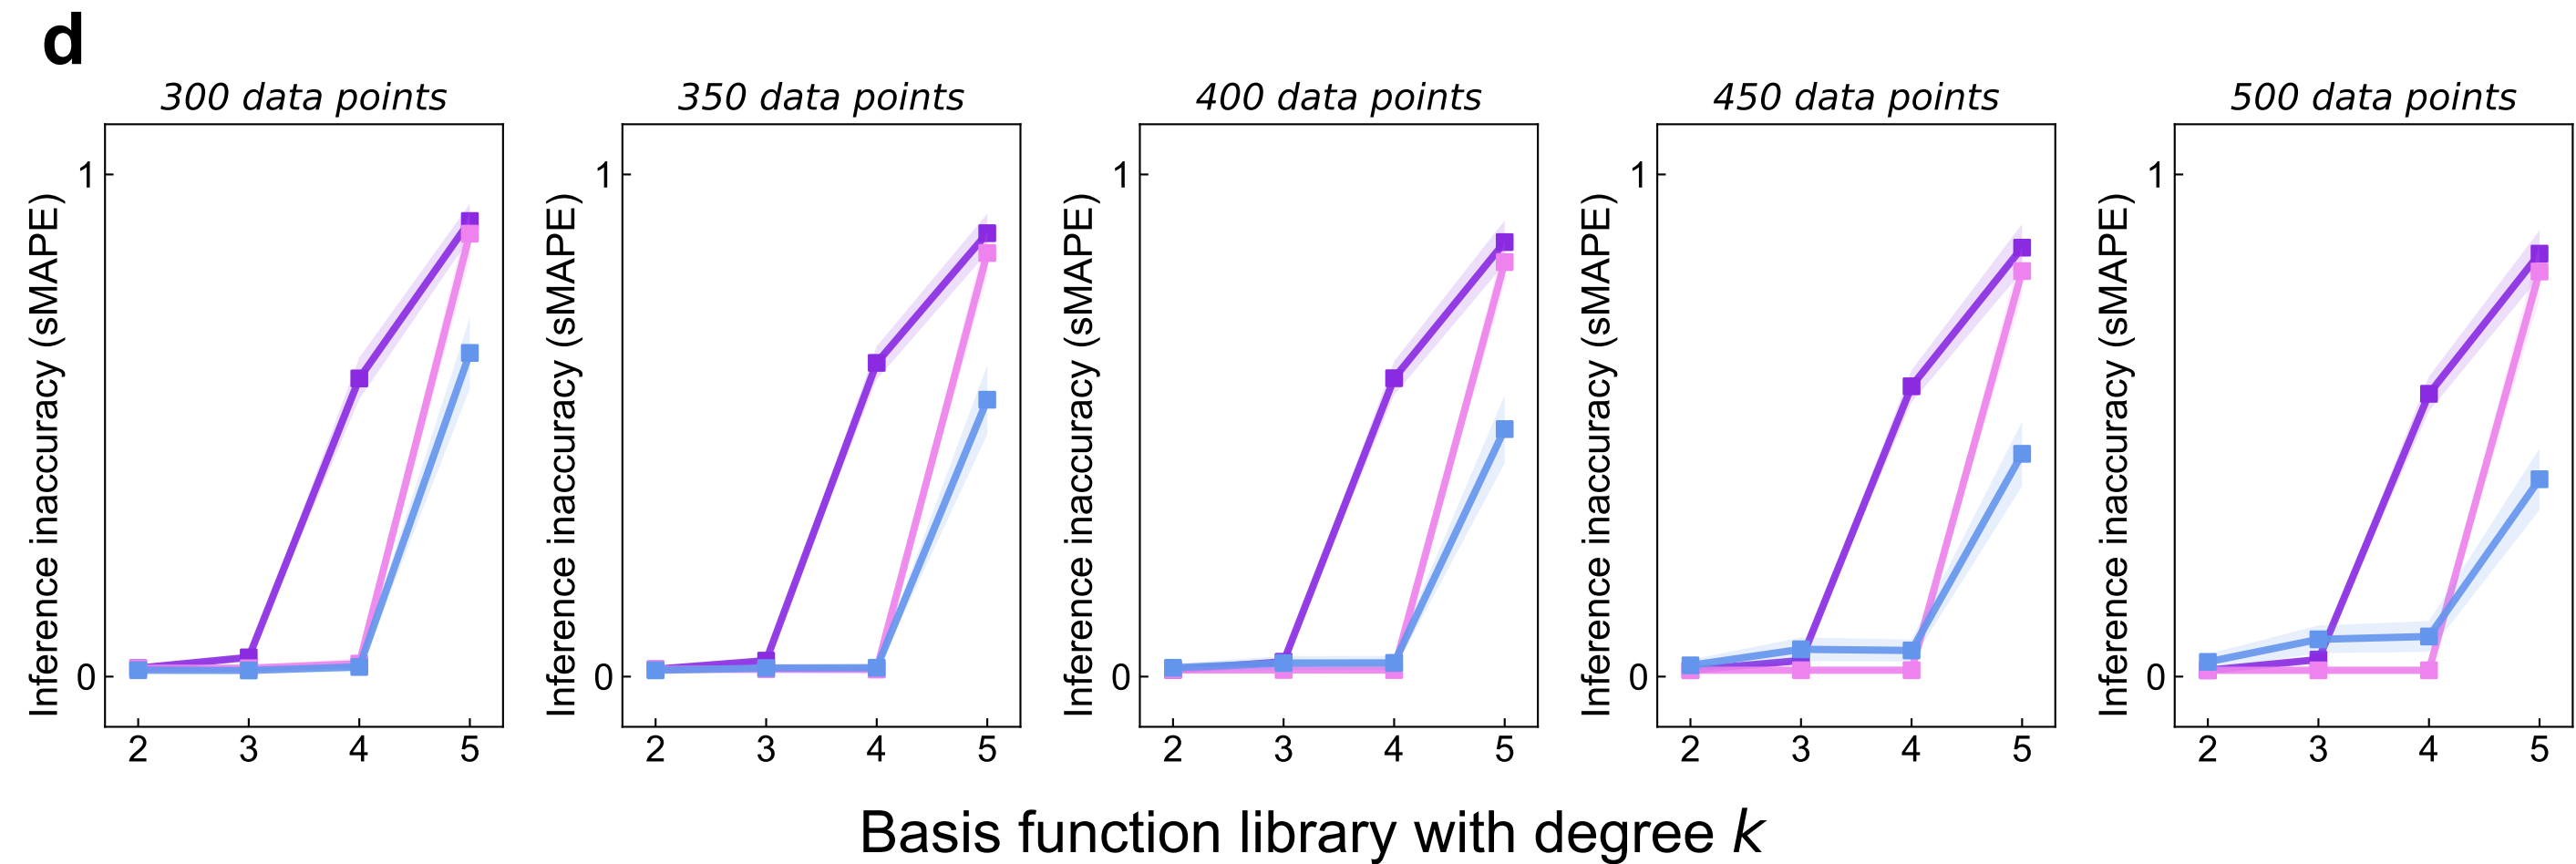 d
300 data points
350 data points
400 data points
450 data points
500 data points
Inference inaccuracy (sMAPE)
1
0
2 3 4 5
Inference inaccuracy (sMAPE)
1
0
2 3 4 5
Inference inaccuracy (sMAPE)
1
0
2 3 4 5
Inference inaccuracy (sMAPE)
1
0
2 3 4 5
Inference inaccuracy (sMAPE)
1
0
2 3 4 5
Basis function library with degree k